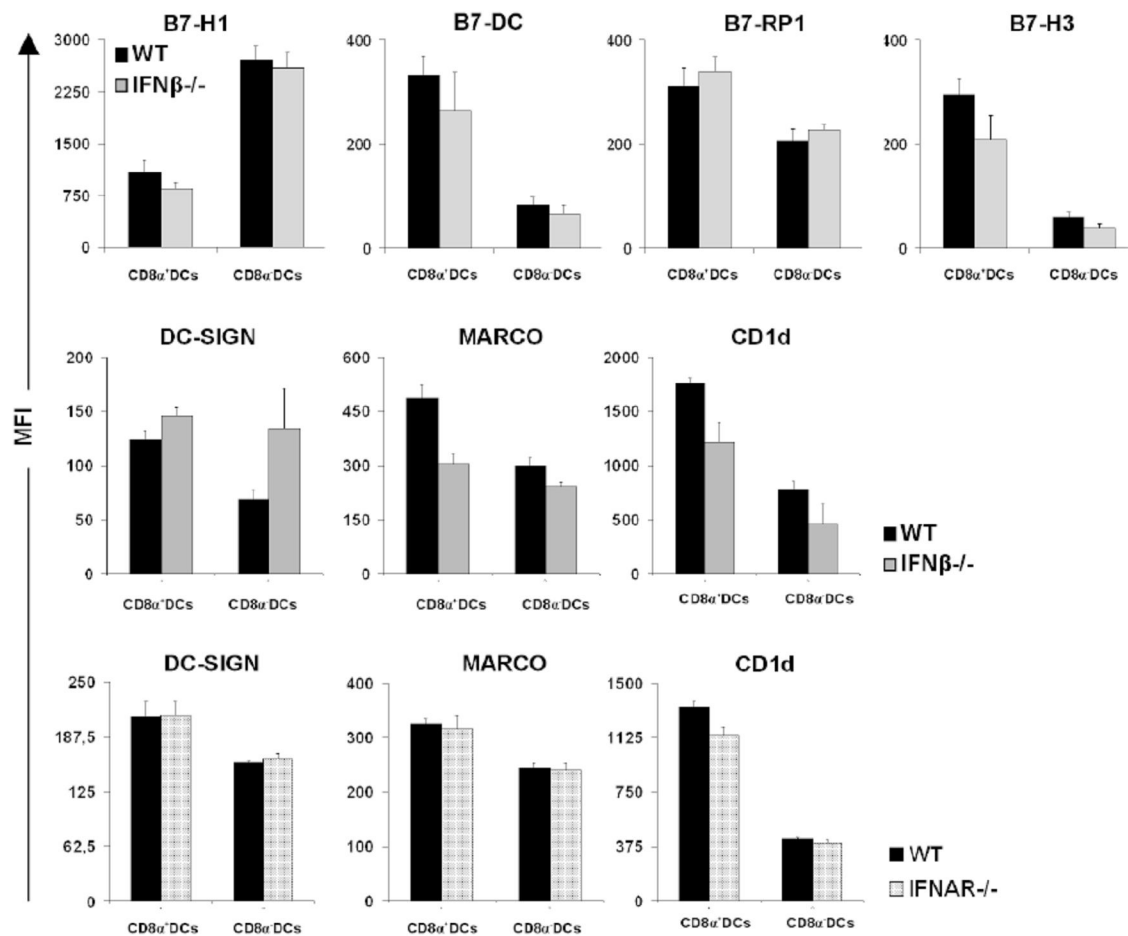 B7-H1 B7-DC B7-RP1 B7-H3
3000 400 400 400
WT
IFNβ-/-
2250
1500 200 200 200
750
0 0 0 0
CD8α⁺DCs CD8α⁻DCs CD8α⁺DCs CD8α⁻DCs CD8α⁺DCs CD8α⁻DCs CD8α⁺DCs CD8α⁻DCs
DC-SIGN MARCO CD1d
200 600 2000
150 450 1500
100 300 1000
50 150 500
0 0 0
CD8α⁺DCs CD8α⁻DCs CD8α⁺DCs CD8α⁻DCs CD8α⁺DCs CD8α⁻DCs
WT
IFNβ-/-
MFI
DC-SIGN MARCO CD1d
250 400 1500
187,5 300 1125
125 200 750
62,5 100 375
0 0 0
CD8α⁺DCs CD8α⁻DCs CD8α⁺DCs CD8α⁻DCs CD8α⁺DCs CD8α⁻DCs
WT
IFNAR-/-